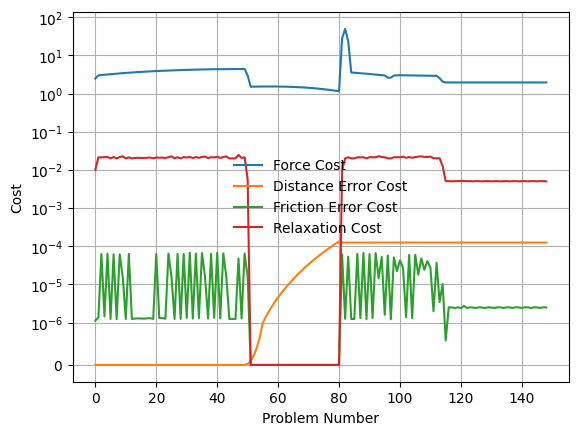 10²
10¹
10⁰
10⁻¹
10⁻²
10⁻³
10⁻⁴
10⁻⁵
10⁻⁶
0
Cost
Force Cost
Distance Error Cost
Friction Error Cost
Relaxation Cost
0 20 40 60 80 100 120 140
Problem Number